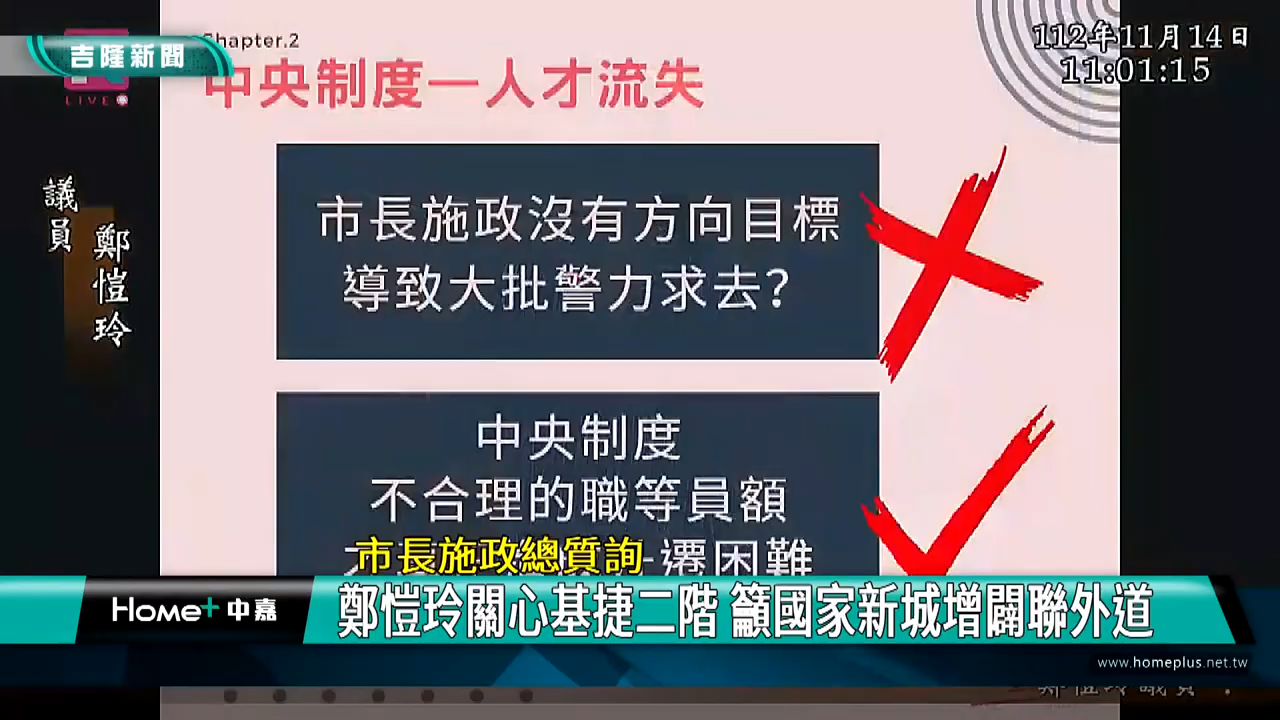 吉隆新聞
LIVE
Chapter.2
中央制度—人才流失
112年11月14日
11:01:15
議員
鄭愷玲
市長施政沒有方向目標
導致大批警力求去？
中央制度
不合理的職等員額
遷困難
市長施政總質詢
Home+中嘉
鄭愷玲關心基捷二階 籲國家新城增闢聯外道
www.homeplus.net.tw